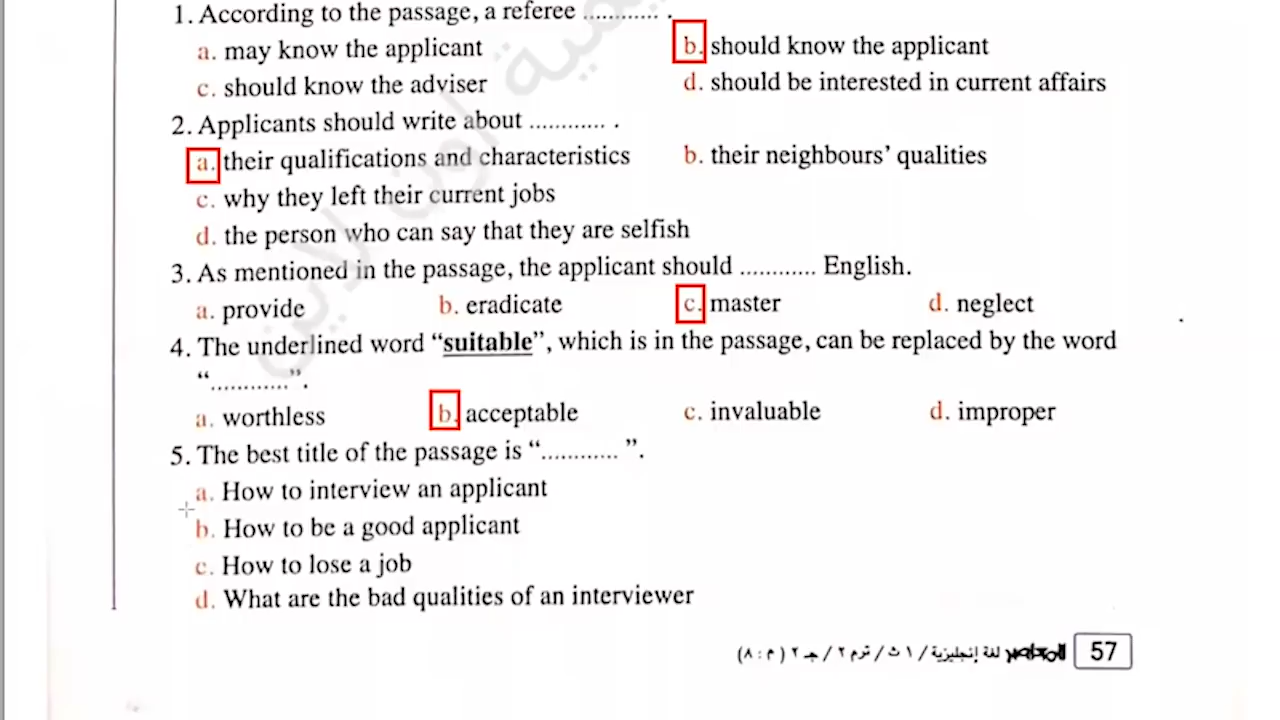 1. According to the passage, a referee ............ .
a. may know the applicant b. should know the applicant
c. should know the adviser d. should be interested in current affairs
2. Applicants should write about ............ .
a. their qualifications and characteristics b. their neighbours’ qualities
c. why they left their current jobs
d. the person who can say that they are selfish
3. As mentioned in the passage, the applicant should ............ English.
a. provide b. eradicate c. master d. neglect
4. The underlined word “suitable”, which is in the passage, can be replaced by the word
“............”.
a. worthless b. acceptable c. invaluable d. improper
5. The best title of the passage is “............ ”.
a. How to interview an applicant
b. How to be a good applicant
c. How to lose a job
d. What are the bad qualities of an interviewer
المعاصر لغة إنجليزية / ١ ث / ترم ٢ / جـ ٢ (م : ٨) 57
اون لاين